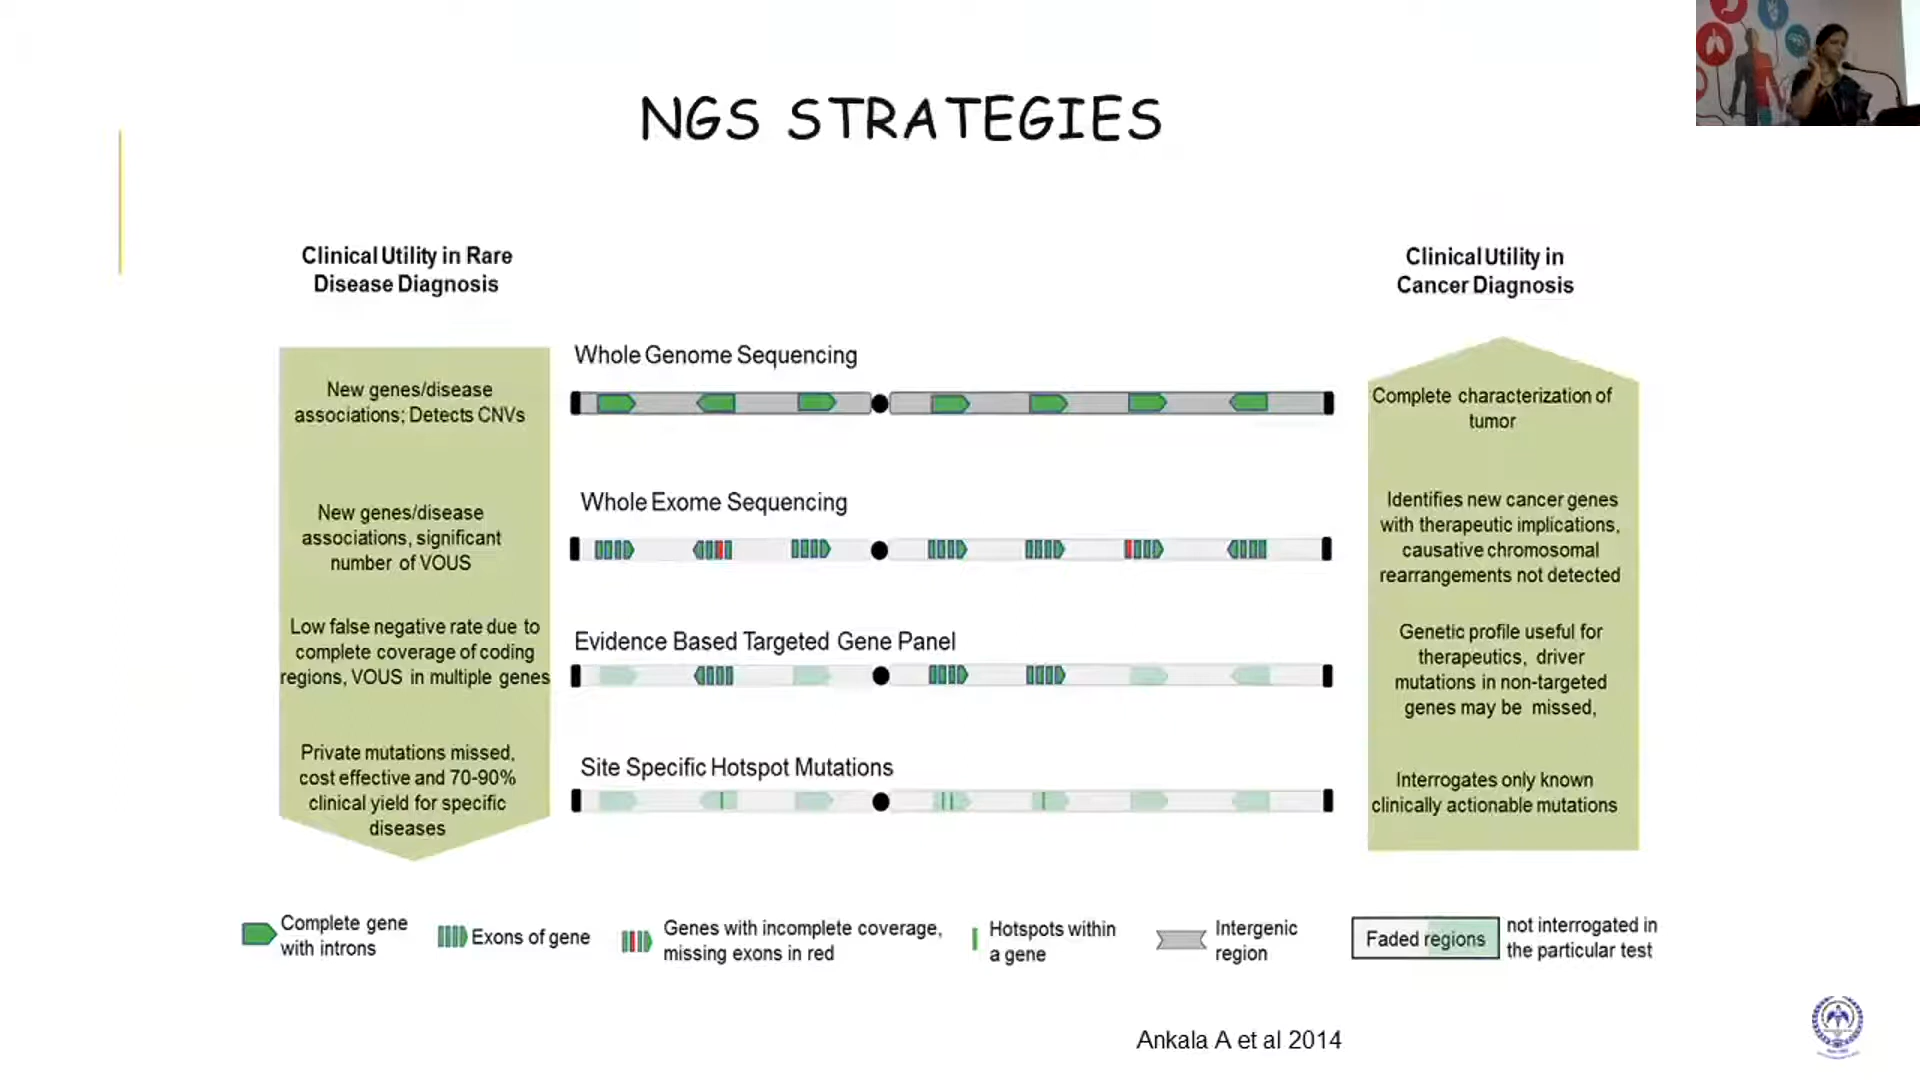 NGS STRATEGIES
Clinical Utility in Rare
Disease Diagnosis
Clinical Utility in
Cancer Diagnosis
New genes/disease
associations; Detects CNVs
New genes/disease
associations, significant
number of VOUS
Low false negative rate due to
complete coverage of coding
regions, VOUS in multiple genes
Private mutations missed,
cost effective and 70-90%
clinical yield for specific
diseases
Whole Genome Sequencing
Whole Exome Sequencing
Evidence Based Targeted Gene Panel
Site Specific Hotspot Mutations
Complete characterization of
tumor
Identifies new cancer genes
with therapeutic implications,
causative chromosomal
rearrangements not detected
Genetic profile useful for
therapeutics, driver
mutations in non-targeted
genes may be missed,
Interrogates only known
clinically actionable mutations
Complete gene
with introns
Exons of gene
Genes with incomplete coverage,
missing exons in red
Hotspots within
a gene
Intergenic
region
Faded regions
not interrogated in
the particular test
Ankala A et al 2014